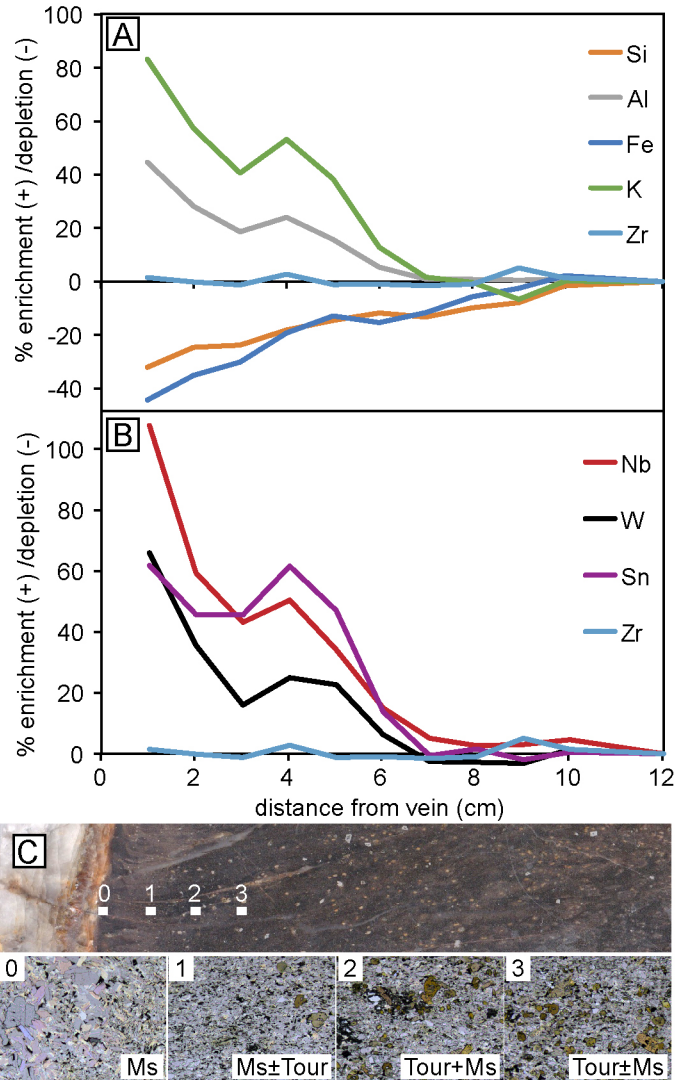 A
% enrichment (+) /depletion (-)
100
80
60
40
20
0
-20
-40
Si
Al
Fe
K
Zr
B
% enrichment (+) /depletion (-)
100
80
60
40
20
0
Nb
W
Sn
Zr
0 2 4 6 8 10 12
distance from vein (cm)
C
0 1 2 3
0 1 2 3
Ms Ms±Tour Tour+Ms Tour±Ms